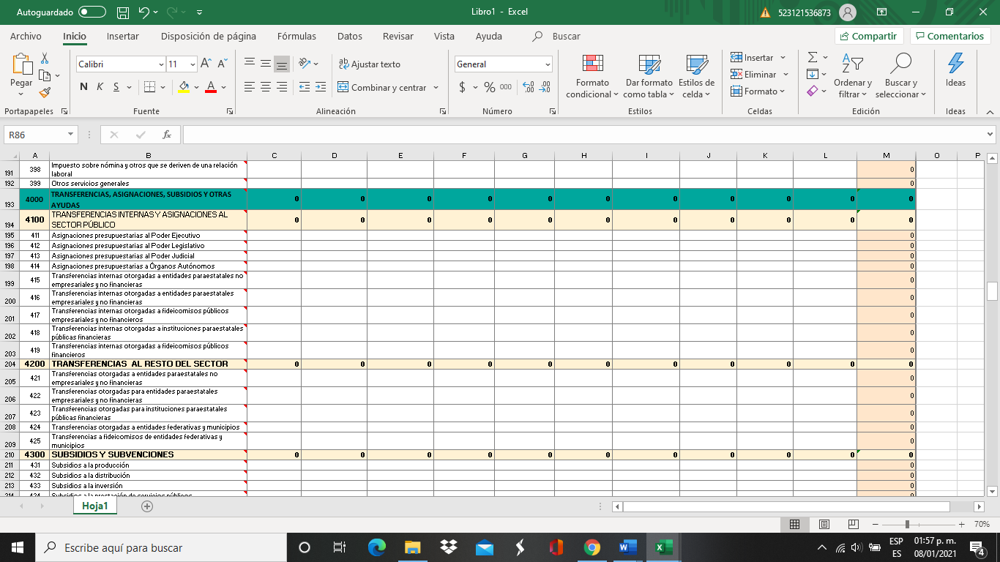 Autoguardado
Libro1 - Excel
523121536873
Archivo Inicio Insertar Disposición de página Fórmulas Datos Revisar Vista Ayuda Buscar Compartir Comentarios
Pegar
Portapapeles
Calibri 11
N K S
Fuente
Ajustar texto
Combinar y centrar
Alineación
General
$ % 000
Número
Formato condicional
Dar formato como tabla
Estilos de celda
Estilos
Insertar
Eliminar
Formato
Celdas
Ordenar y filtrar
Buscar y seleccionar
Edición
Ideas
Ideas
R86
fx
A B C D E F G H I J K L M O P
191 398 Impuesto sobre nómina y otros que se deriven de una relación
laboral 0
192 399 Otros servicios generales 0
193 4000 TRANSFERENCIAS, ASIGNACIONES, SUBSIDIOS Y OTRAS
AYUDAS 0 0 0 0 0 0 0 0 0 0 0
194 4100 TRANSFERENCIAS INTERNAS Y ASIGNACIONES AL
SECTOR PÚBLICO 0 0 0 0 0 0 0 0 0 0 0
195 411 Asignaciones presupuestarias al Poder Ejecutivo 0
196 412 Asignaciones presupuestarias al Poder Legislativo 0
197 413 Asignaciones presupuestarias al Poder Judicial 0
198 414 Asignaciones presupuestarias a Órganos Autónomos 0
199 415 Transferencias internas otorgadas a entidades paraestatales no
empresariales y no financieras 0
200 416 Transferencias internas otorgadas a entidades paraestatales
empresariales y no financieras 0
201 417 Transferencias internas otorgadas a fideicomisos públicos
empresariales y no financieros 0
202 418 Transferencias internas otorgadas a instituciones paraestatales
públicas financieras 0
203 419 Transferencias internas otorgadas a fideicomisos públicos
financieros 0
204 4200 TRANSFERENCIAS AL RESTO DEL SECTOR 0 0 0 0 0 0 0 0 0 0 0
205 421 Transferencias otorgadas a entidades paraestatales no
empresariales y no financieras 0
206 422 Transferencias otorgadas para entidades paraestatales
empresariales y no financieras 0
207 423 Transferencias otorgadas para instituciones paraestatales
públicas financieras 0
208 424 Transferencias otorgadas a entidades federativas y municipios 0
209 425 Transferencias a fideicomisos de entidades federativas y
municipios 0
210 4300 SUBSIDIOS Y SUBVENCIONES 0 0 0 0 0 0 0 0 0 0 0
211 431 Subsidios a la producción 0
212 432 Subsidios a la distribución 0
213 433 Subsidios a la inversión 0
214 434 Subsidios a la prestación de servicios públicos 0
Hoja1
70%
Escribe aquí para buscar
ESP 01:57 p. m.
ES 08/01/2021
4